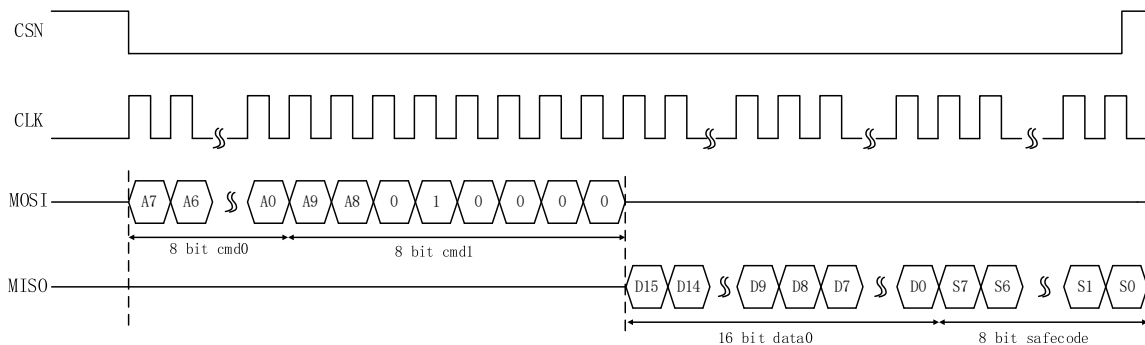 CSN
CLK
MOSI A7 A6 A0 A9 A8 0 1 0 0 0 0
8 bit cmd0 8 bit cmd1
MISO D15 D14 D9 D8 D7 D0 S7 S6 S1 S0
16 bit data0 8 bit safecode